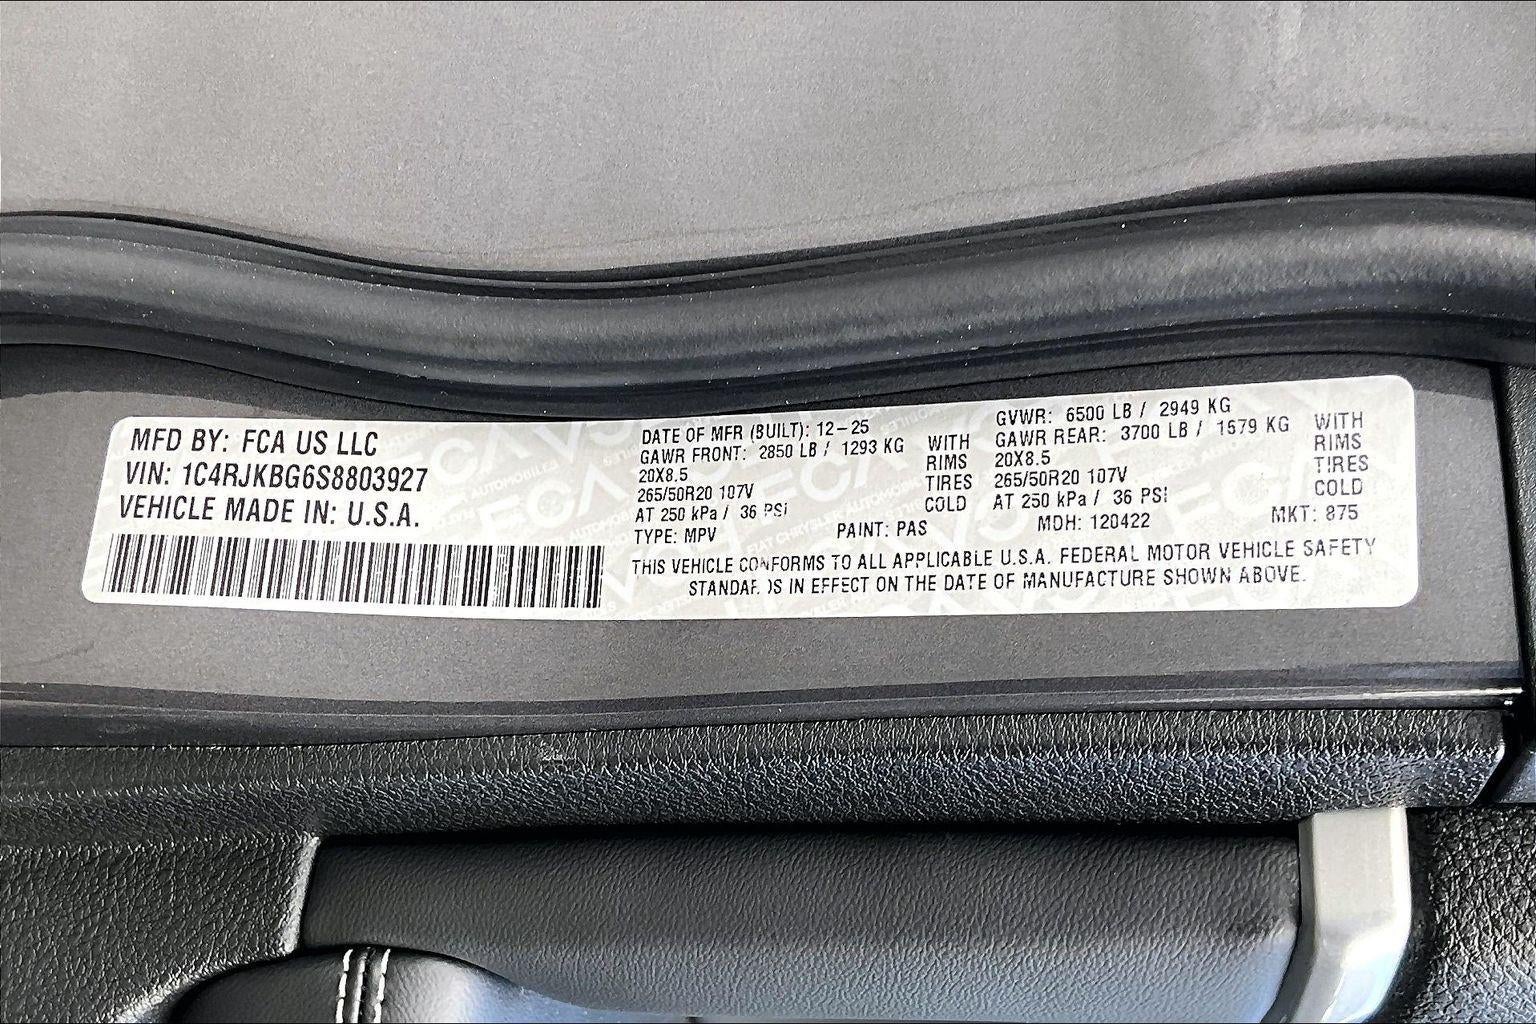 MFD BY: FCA US LLC
VIN: 1C4RJKBG6S8803927
VEHICLE MADE IN: U.S.A.
DATE OF MFR (BUILT): 12-25
GAWR FRONT: 2850 LB / 1293 KG
20X8.5
265/50R20 107V
AT 250 kPa / 36 PSI
WITH
RIMS
TIRES
COLD
GVWR: 6500 LB / 2949 KG
GAWR REAR: 3700 LB / 1679 KG
20X8.5
265/50R20 107V
AT 250 kPa / 36 PSI
WITH
RIMS
TIRES
COLD
TYPE: MPV PAINT: PAS MDH: 120422 MKT: 875
THIS VEHICLE CONFORMS TO ALL APPLICABLE U.S.A. FEDERAL MOTOR VEHICLE SAFETY
STANDARDS IN EFFECT ON THE DATE OF MANUFACTURE SHOWN ABOVE.